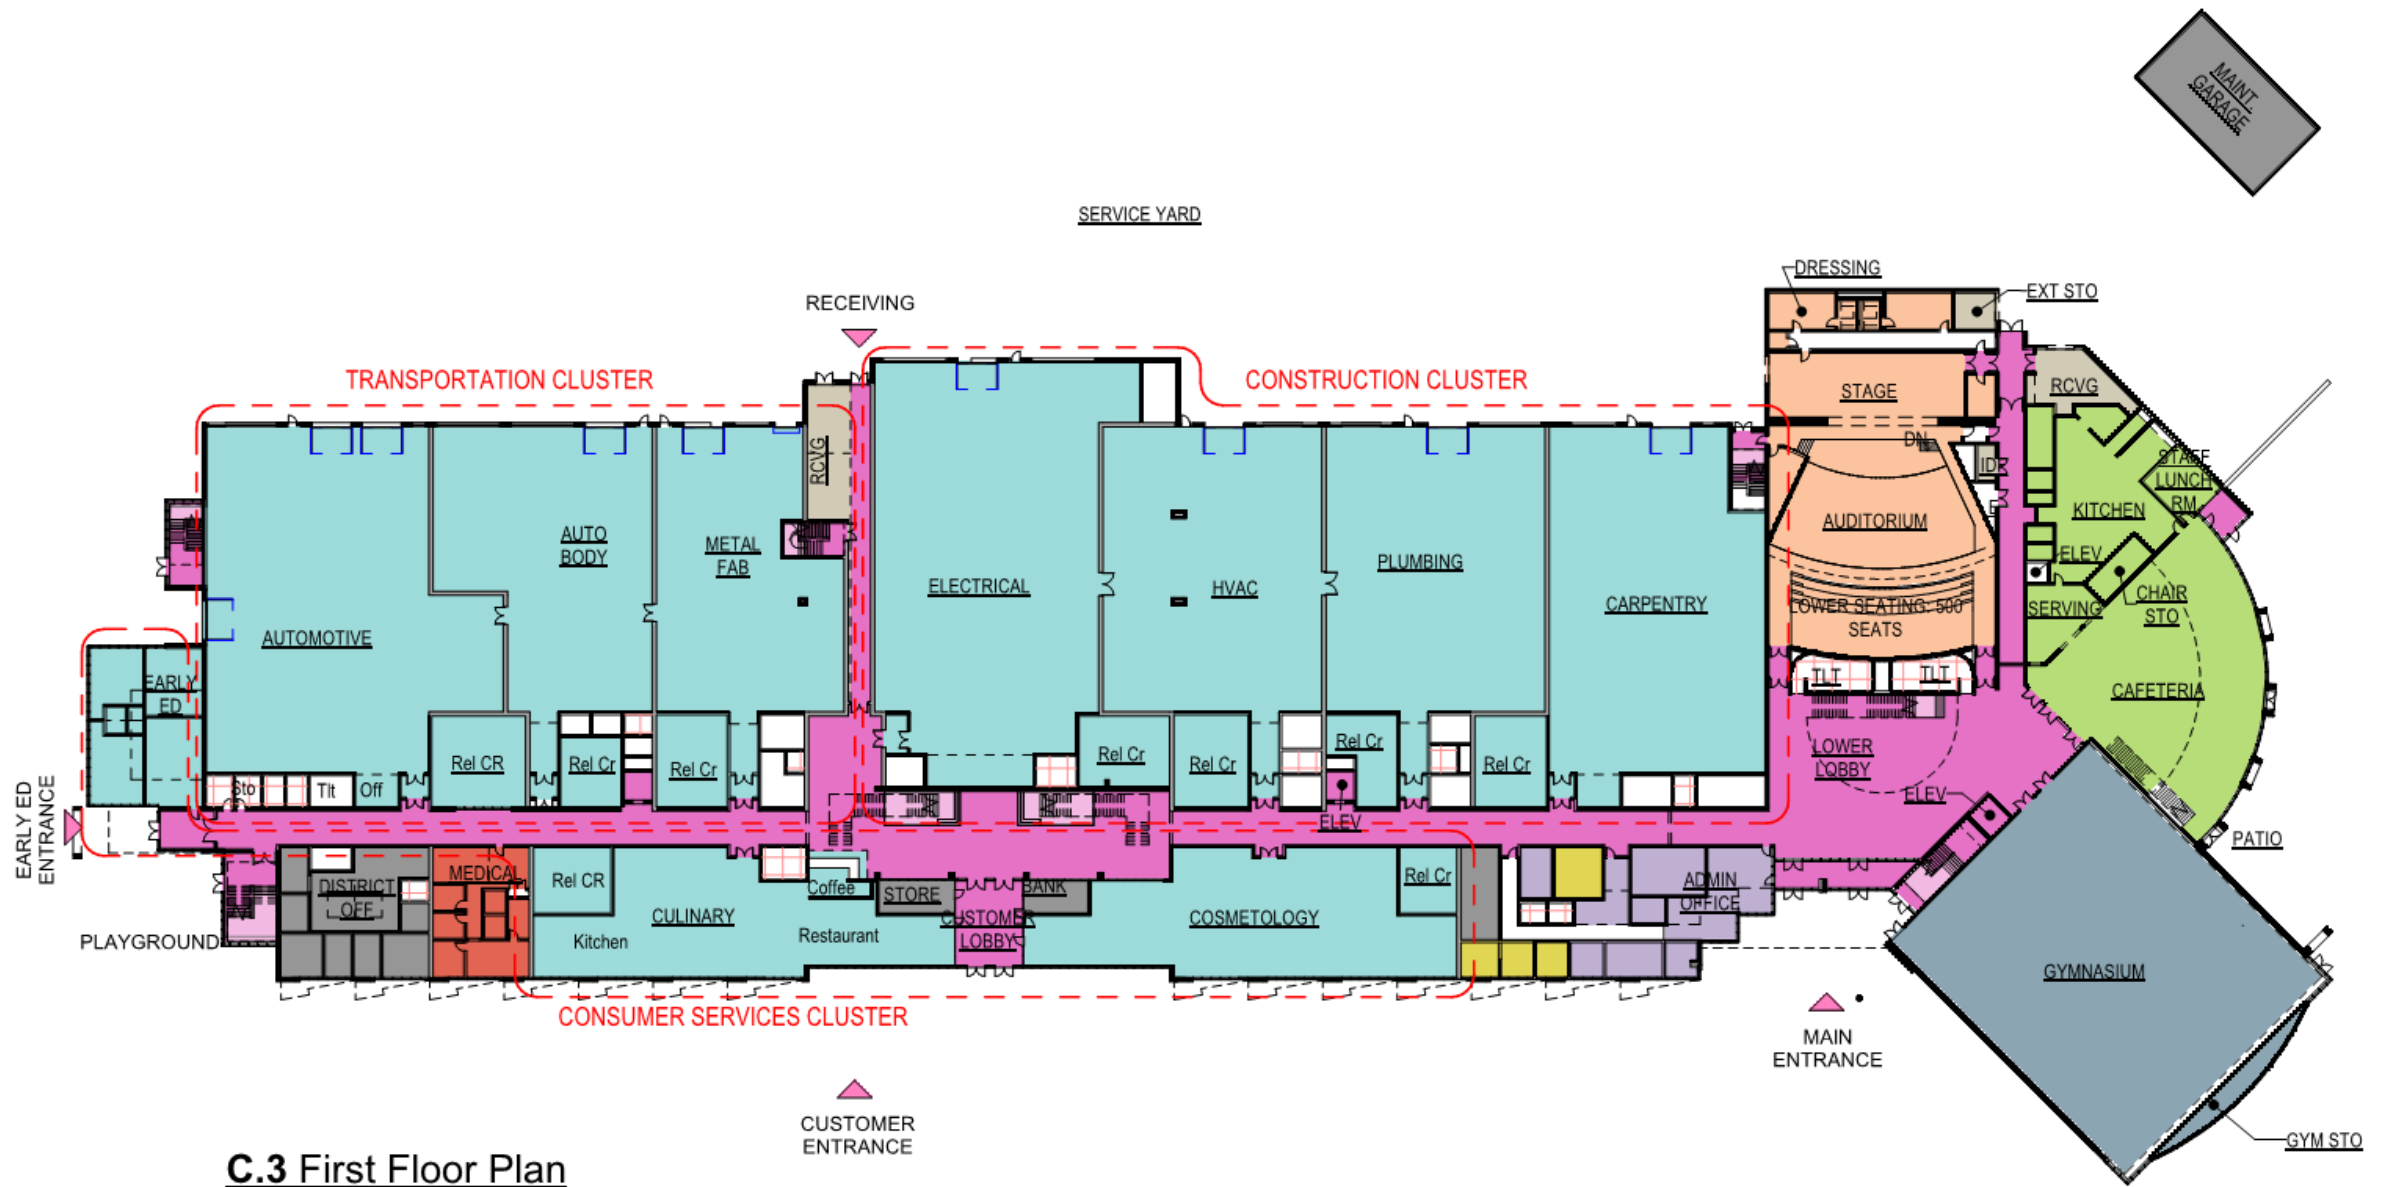 MAINT.
GARAGE
SERVICE YARD
DRESSING
EXT STO
RECEIVING
TRANSPORTATION CLUSTER
CONSTRUCTION CLUSTER
STAGE
RCVG
DN
RCVG
STAFF
LUNCH
RM
KITCHEN
AUDITORIUM
AUTO
BODY
METAL
FAB
ELECTRICAL
HVAC
PLUMBING
CARPENTRY
ELEV
CHAIR
STO
SERVING
LOWER SEATING: 500
SEATS
AUTOMOTIVE
EARLY
ED
TLT
TLT
CAFETERIA
LOWER
LOBBY
Rel CR
Rel Cr
Rel Cr
Rel Cr
Rel Cr
Rel Cr
Rel Cr
Sto
Tlt
Off
ELEV
ELEV
EARLY ED
ENTRANCE
PATIO
DISTRICT
OFF
MEDICAL
Rel CR
CULINARY
Kitchen
Coffee
Restaurant
STORE
BANK
CUSTOMER
LOBBY
COSMETOLOGY
Rel Cr
ADMIN
OFFICE
PLAYGROUND
GYMNASIUM
CONSUMER SERVICES CLUSTER
MAIN
ENTRANCE
CUSTOMER
ENTRANCE
GYM STO
C.3 First Floor Plan